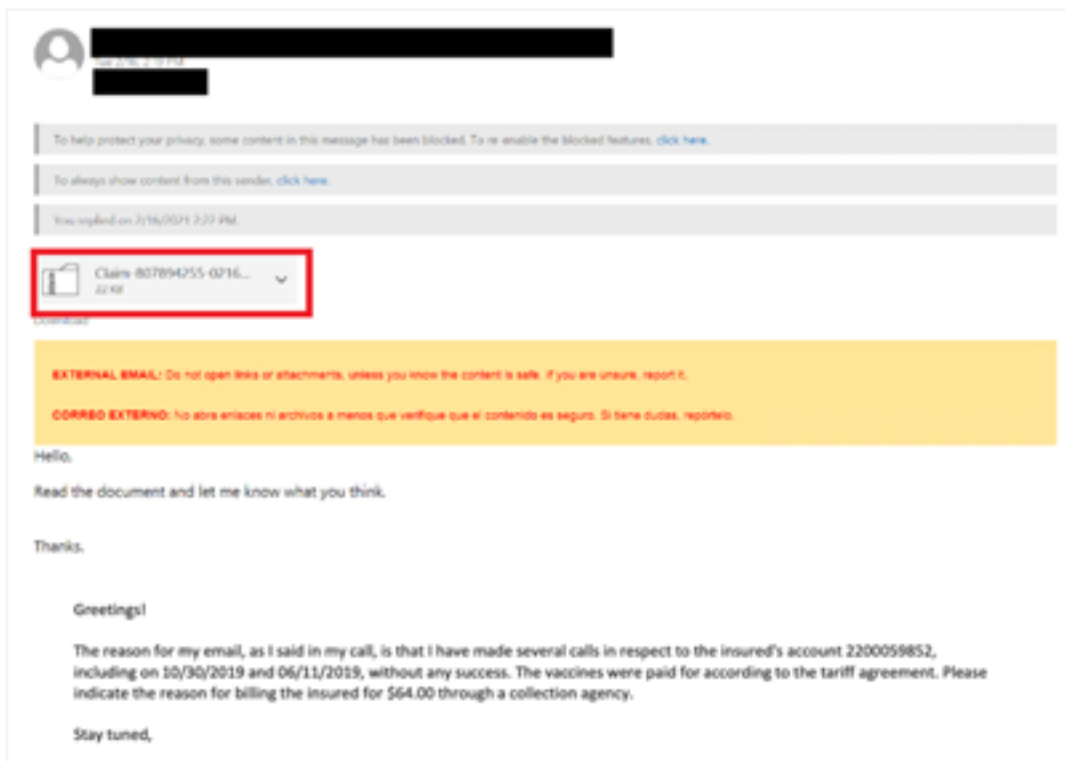 Tue 2/16, 2:19 PM
To help protect your privacy, some content in this message has been blocked. To re-enable the blocked features, click here.
To always show content from this sender, click here.
You replied on 2/16/2021 2:27 PM.
Claim-807894255-0216...
22 KB
Download
EXTERNAL EMAIL: Do not open links or attachments, unless you know the content is safe. If you are unsure, report it.
CORREO EXTERNO: No abra enlaces ni archivos a menos que verifique que el contenido es seguro. Si tiene dudas, repórtelo.
Hello,
Read the document and let me know what you think.
Thanks.
Greetings!
The reason for my email, as I said in my call, is that I have made several calls in respect to the insured's account 2200059852,
including on 10/30/2019 and 06/11/2019, without any success. The vaccines were paid for according to the tariff agreement. Please
indicate the reason for billing the insured for $64.00 through a collection agency.
Stay tuned,